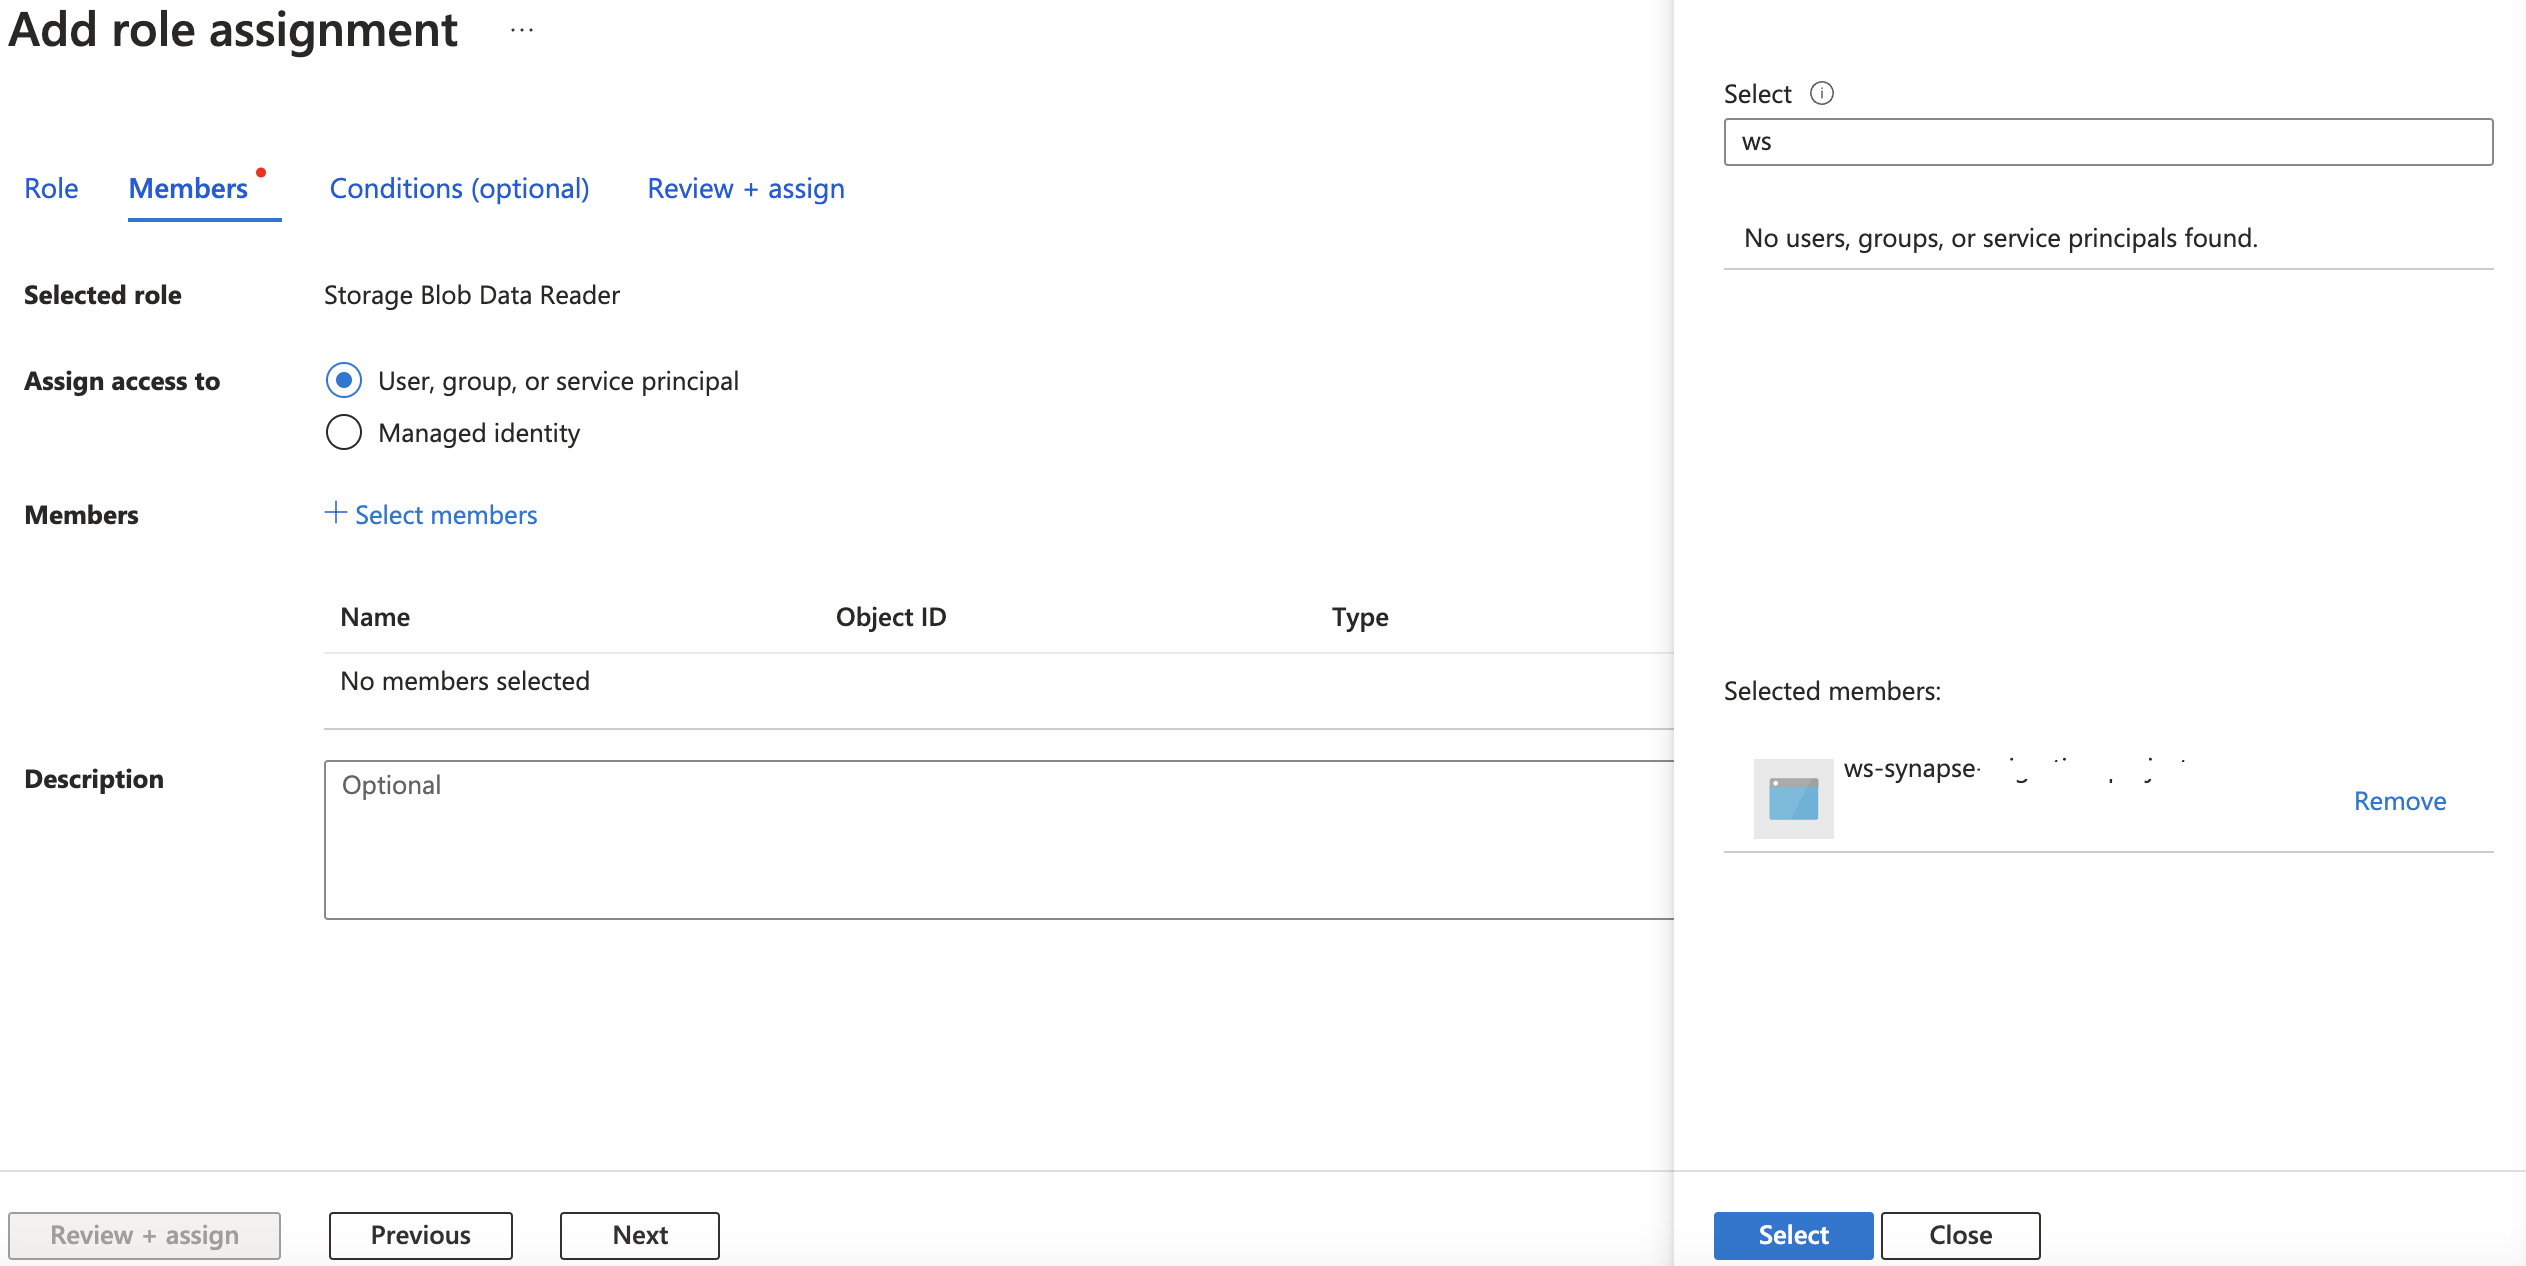 Add role assignment ...
Role Members Conditions (optional) Review + assign
Selected role Storage Blob Data Reader
Assign access to User, group, or service principal
Managed identity
Members + Select members
Name Object ID Type
No members selected
Description Optional
Review + assign Previous Next
Select
ws
No users, groups, or service principals found.
Selected members:
ws-synapse-
Remove
Select Close